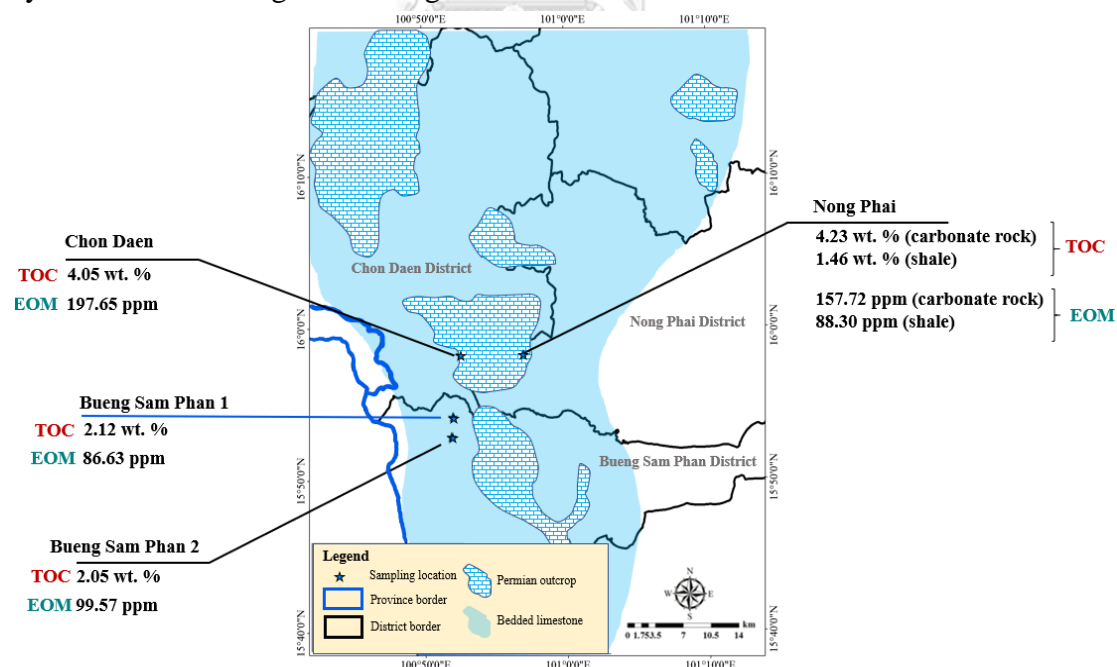 100°50'0"E 101°0'0"E 101°10'0"E
16°10'0"N
16°10'0"N
Nong Phai
4.23 wt. % (carbonate rock)
1.46 wt. % (shale)
TOC
157.72 ppm (carbonate rock)
88.30 ppm (shale)
EOM
Chon Daen
TOC 4.05 wt. %
EOM 197.65 ppm
Chon Daen District
Nong Phai District
16°0'0"N
16°0'0"N
Bueng Sam Phan 1
TOC 2.12 wt. %
EOM 86.63 ppm
Bueng Sam Phan District
15°50'0"N
15°50'0"N
Bueng Sam Phan 2
TOC 2.05 wt. %
EOM 99.57 ppm
Legend
Sampling location
Province border
District border
Permian outcrop
Bedded limestone
N
W E
S
km
0 1.753.5 7 10.5 14
15°40'0"N
15°40'0"N
100°50'0"E 101°0'0"E 101°10'0"E